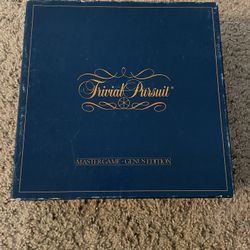 Trivial Pursuit®
MASTER GAME - GENUS EDITION